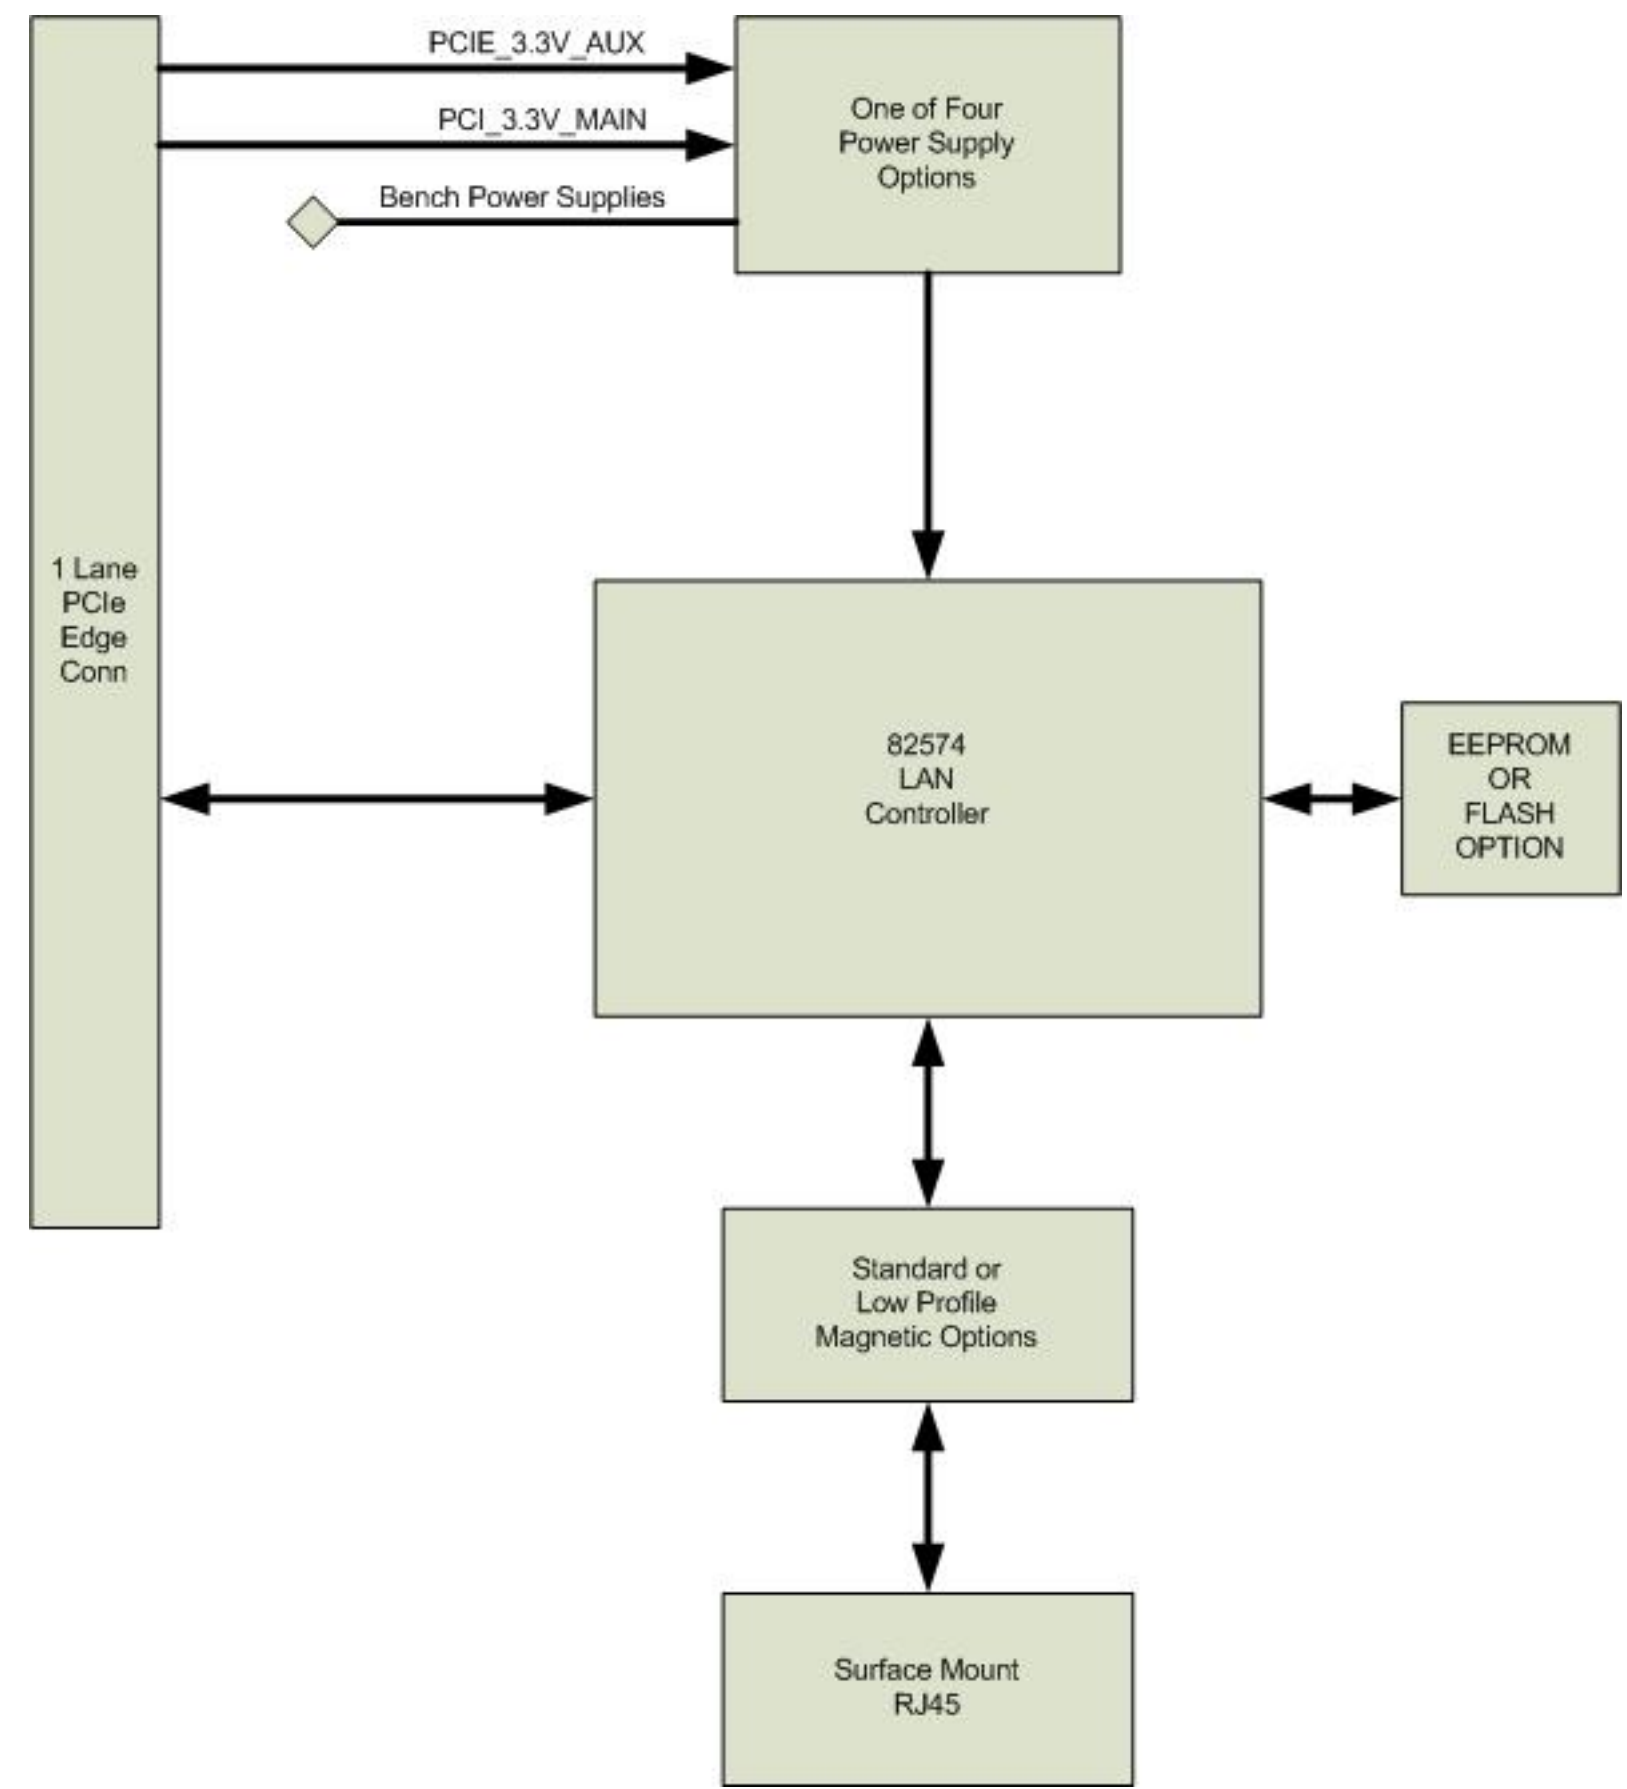 PCIE_3.3V_AUX
PCI_3.3V_MAIN
Bench Power Supplies
One of Four
Power Supply
Options
1 Lane
PCIe
Edge
Conn
82574
LAN
Controller
EEPROM
OR
FLASH
OPTION
Standard or
Low Profile
Magnetic Options
Surface Mount
RJ45